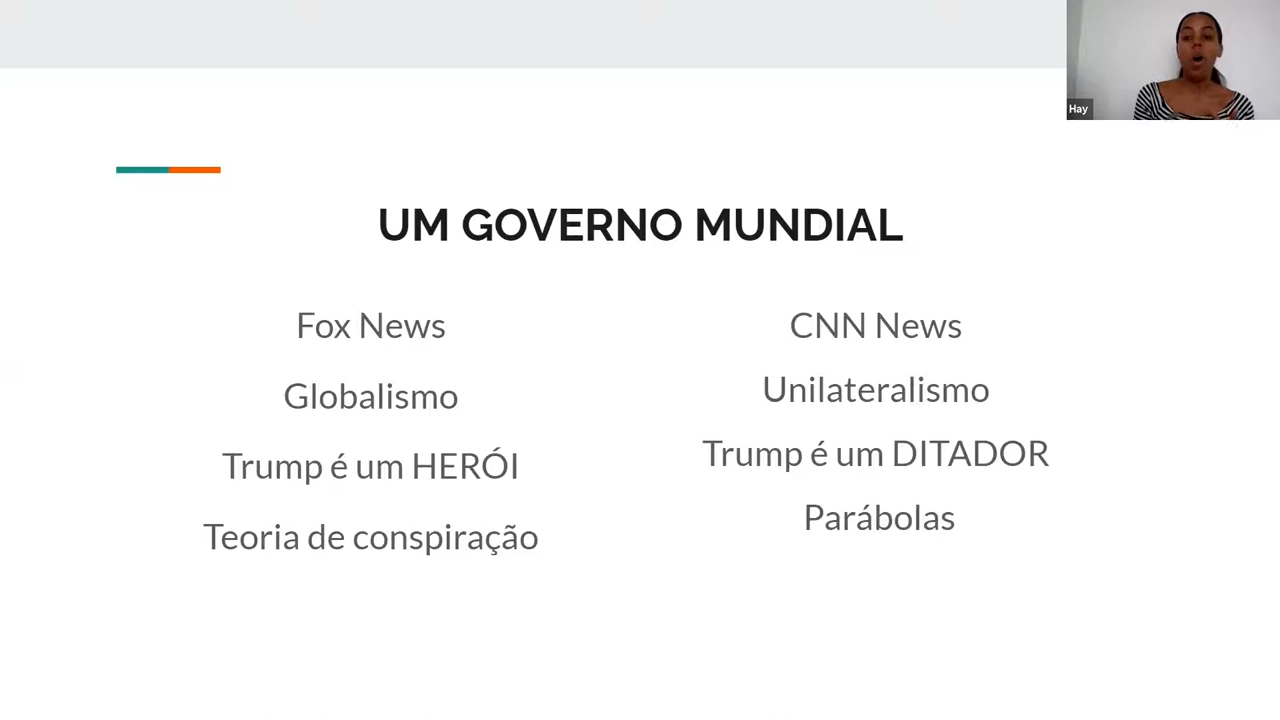 Hay
UM GOVERNO MUNDIAL
Fox News
Globalismo
Trump é um HERÓI
Teoria de conspiração
CNN News
Unilateralismo
Trump é um DITADOR
Parábolas